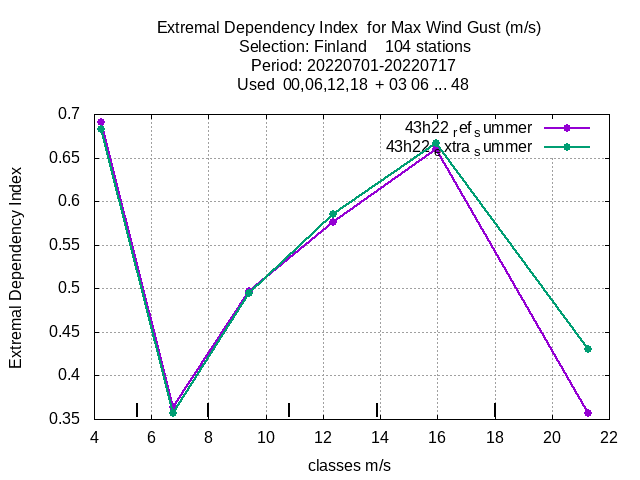 Extremal Dependency Index  for Max Wind Gust (m/s)
Selection: Finland    104 stations
Period: 20220701-20220717
Used  00,06,12,18  + 03 06 ... 48
0.7
0.65
0.6
0.55
0.5
0.45
0.4
0.35
Extremal Dependency Index
43h22 ref summer
43h22 extra summer
4 6 8 10 12 14 16 18 20 22
classes m/s